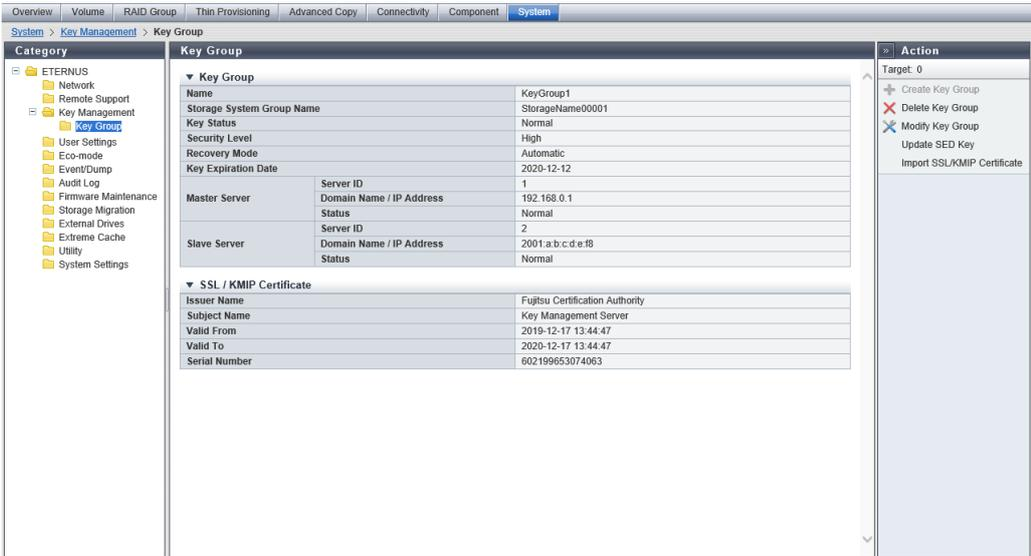 Overview Volume RAID Group Thin Provisioning Advanced Copy Connectivity Component System
System > Key Management > Key Group
Category
ETERNUS
Network
Remote Support
Key Management
Key Group
User Settings
Eco-mode
Event/Dump
Audit Log
Firmware Maintenance
Storage Migration
External Drives
Extreme Cache
Utility
System Settings
Key Group
▼ Key Group
Name KeyGroup1
Storage System Group Name StorageName00001
Key Status Normal
Security Level High
Recovery Mode Automatic
Key Expiration Date 2020-12-12
Master Server
Server ID 1
Domain Name / IP Address 192.168.0.1
Status Normal
Slave Server
Server ID 2
Domain Name / IP Address 2001:a:b:c:d:e:f8
Status Normal
▼ SSL / KMIP Certificate
Issuer Name Fujitsu Certification Authority
Subject Name Key Management Server
Valid From 2019-12-17 13:44:47
Valid To 2020-12-17 13:44:47
Serial Number 602199653074063
» Action
Target: 0
Create Key Group
Delete Key Group
Modify Key Group
Update SED Key
Import SSL/KMIP Certificate